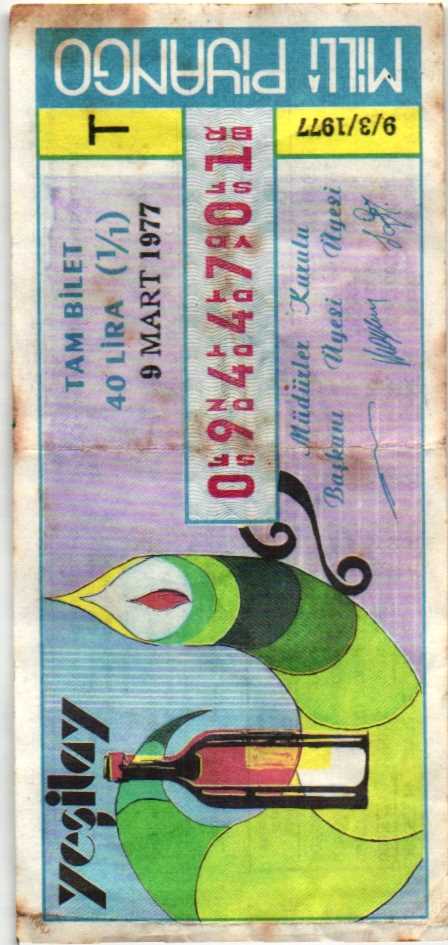 MİLLİ PİYANGO
T
9/3/1977
TAM BİLET
40 LİRA (1/1)
9 MART 1977
0944701
Müdürler Kurulu
Başkanı Üyesi Üyesi
yeşilay